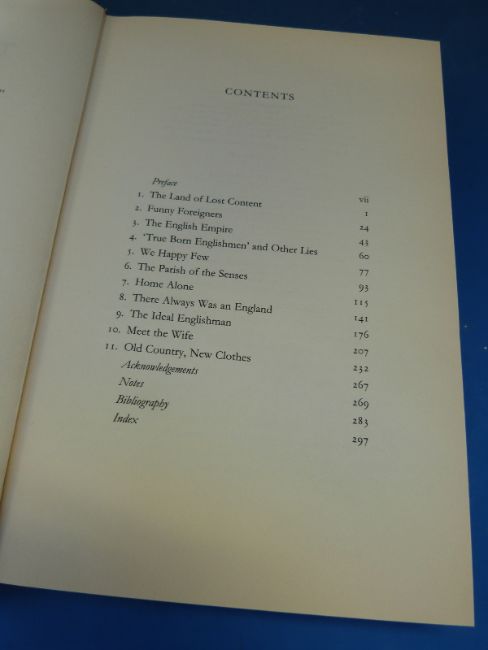 CONTENTS
Preface vii
1. The Land of Lost Content 1
2. Funny Foreigners 24
3. The English Empire 43
4. 'True Born Englishmen' and Other Lies 60
5. We Happy Few 77
6. The Parish of the Senses 93
7. Home Alone 115
8. There Always Was an England 141
9. The Ideal Englishman 176
10. Meet the Wife 207
11. Old Country, New Clothes 232
Acknowledgements 267
Notes 269
Bibliography 283
Index 297